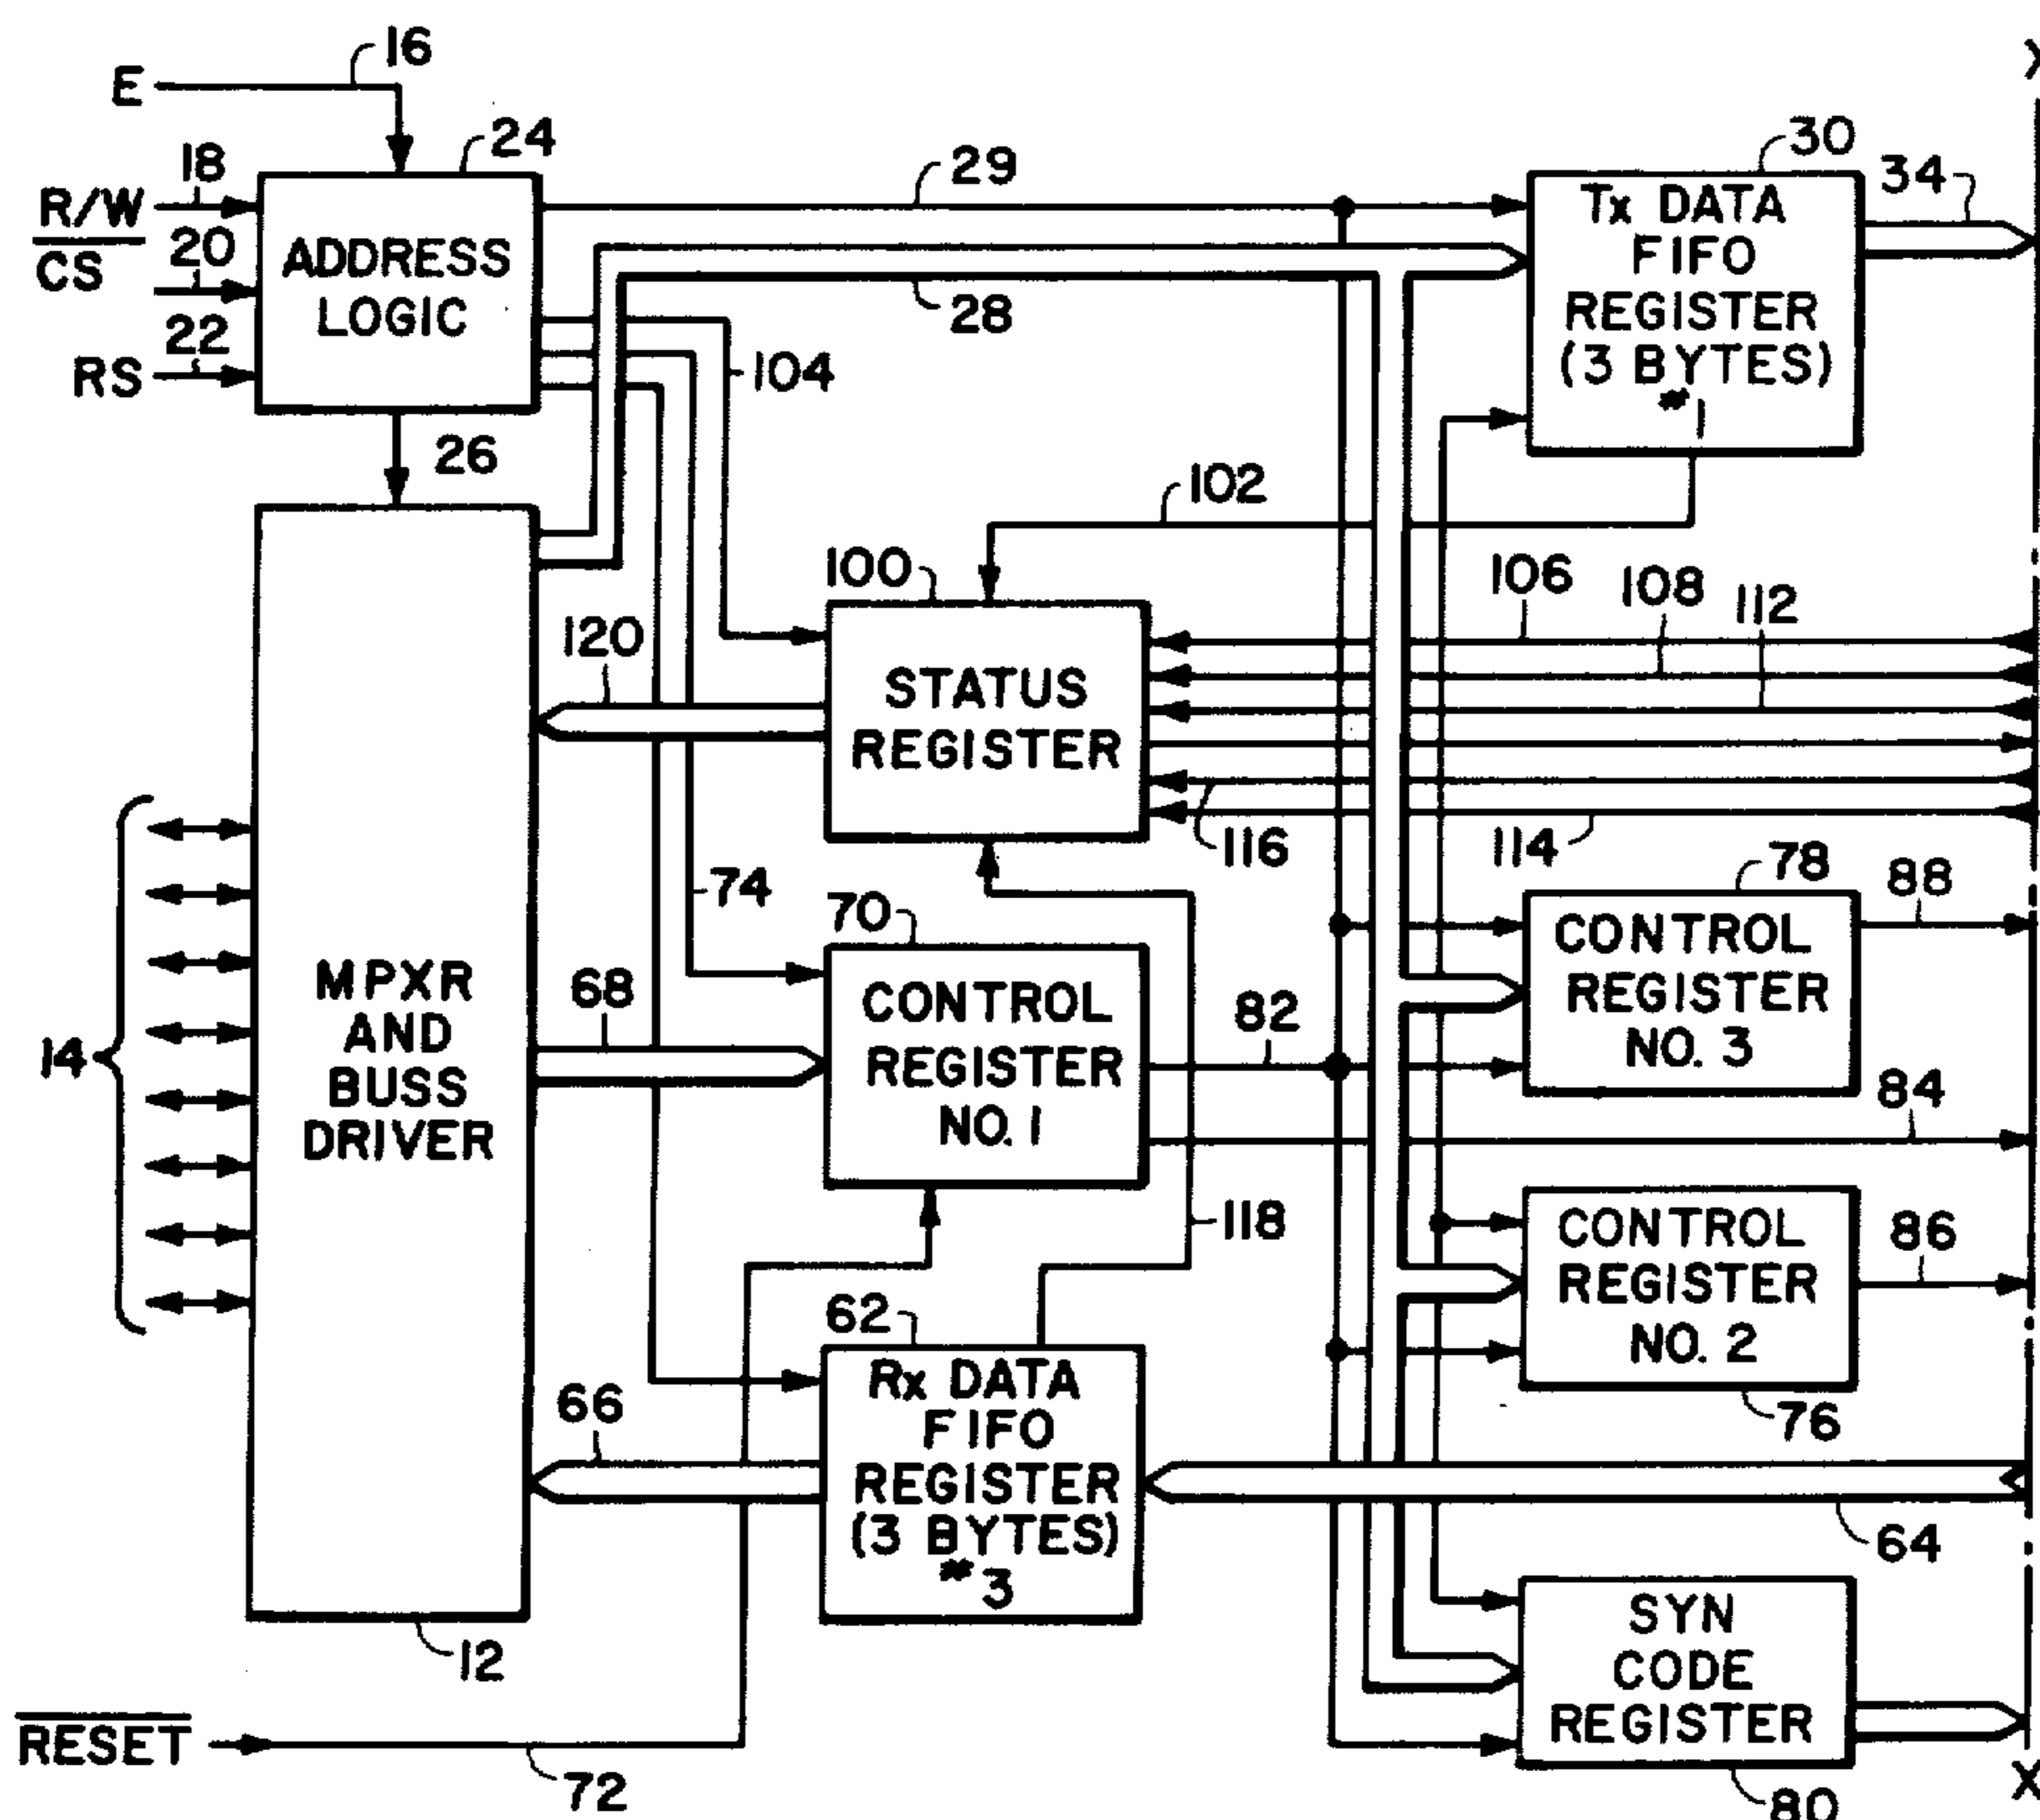 16
E
24
18
R/W
20
CS
22
RS
ADDRESS
LOGIC
26
29
28
104
30
34
Tx DATA
FIFO
REGISTER
(3 BYTES)
#1
102
100
106
108
112
120
STATUS
REGISTER
116
114
74
70
78
88
14
MPXR
AND
BUSS
DRIVER
68
CONTROL
REGISTER
NO. 1
82
CONTROL
REGISTER
NO. 3
84
118
CONTROL
REGISTER
NO. 2
86
76
62
66
Rx DATA
FIFO
REGISTER
(3 BYTES)
#3
64
12
SYN
CODE
REGISTER
RESET
72
80
X